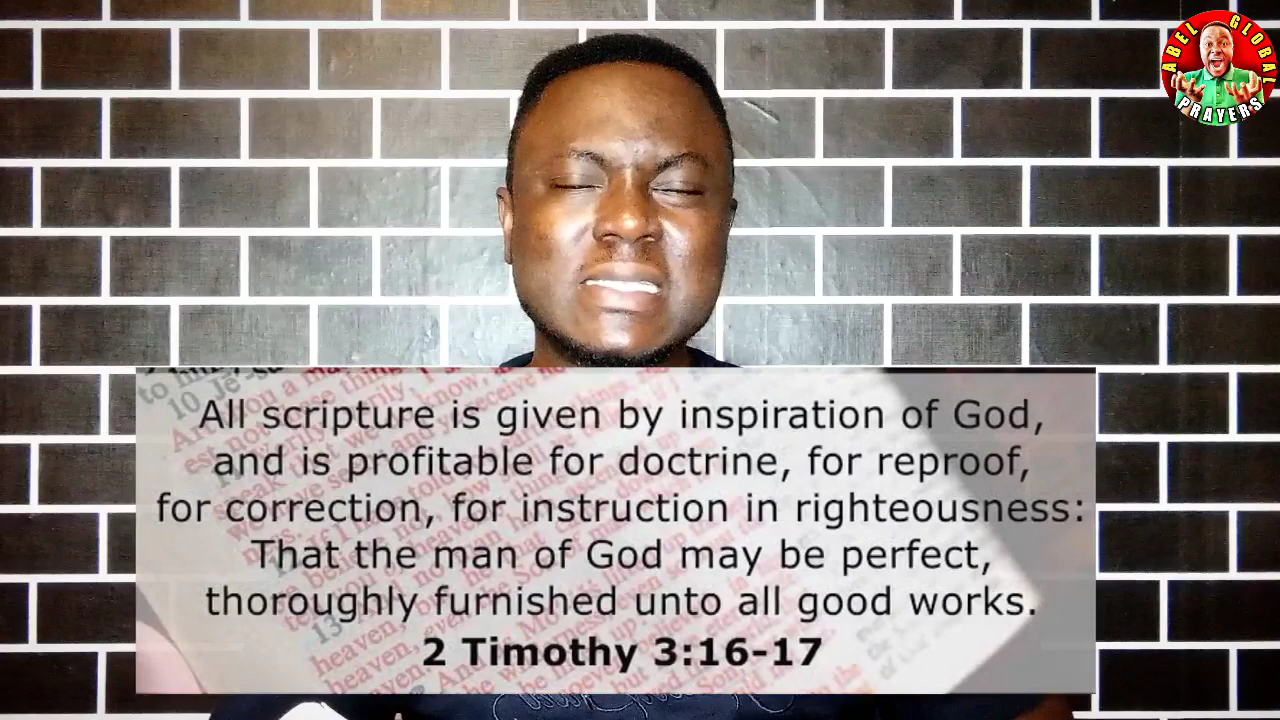 ABEL GLOBAL
PRAYERS
All scripture is given by inspiration of God,
and is profitable for doctrine, for reproof,
for correction, for instruction in righteousness:
That the man of God may be perfect,
thoroughly furnished unto all good works.
2 Timothy 3:16-17